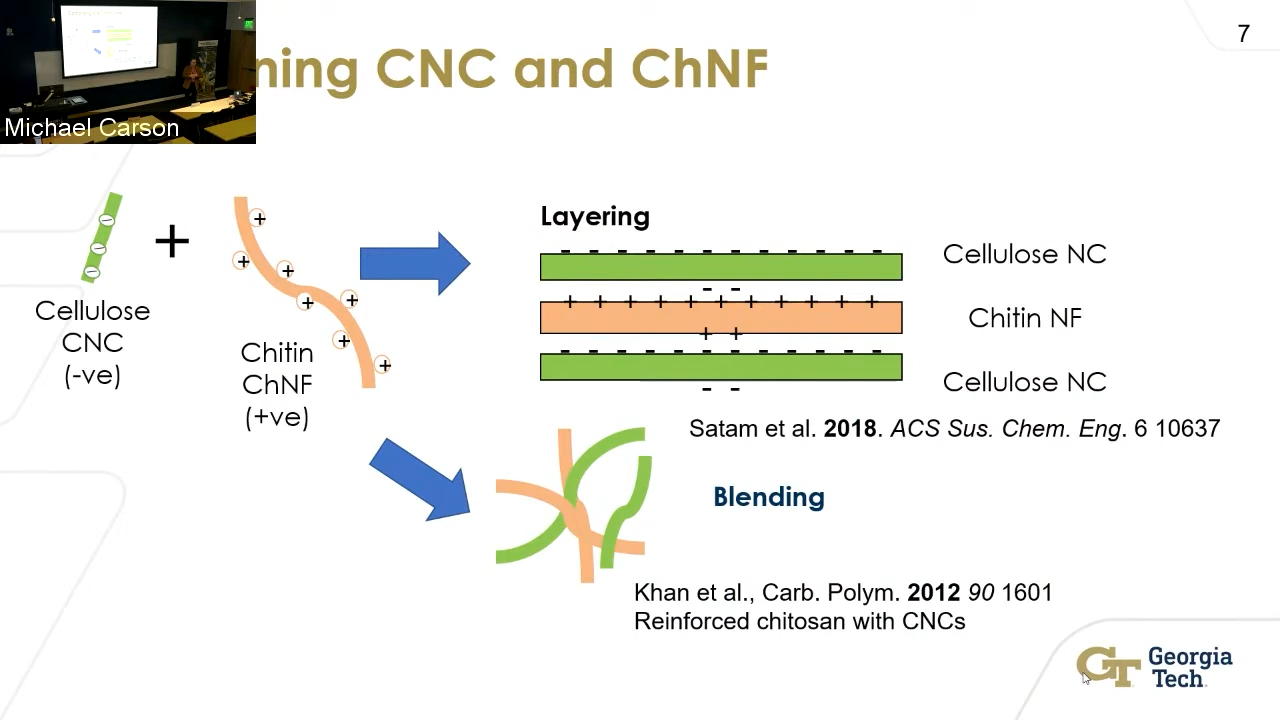 7
ning CNC and ChNF
Michael Carson
+
Cellulose
CNC
(-ve)
Chitin
ChNF
(+ve)
Layering
Cellulose NC
Chitin NF
Cellulose NC
Satam et al. 2018. ACS Sus. Chem. Eng. 6 10637
Blending
Khan et al., Carb. Polym. 2012 90 1601
Reinforced chitosan with CNCs
GT Georgia
Tech